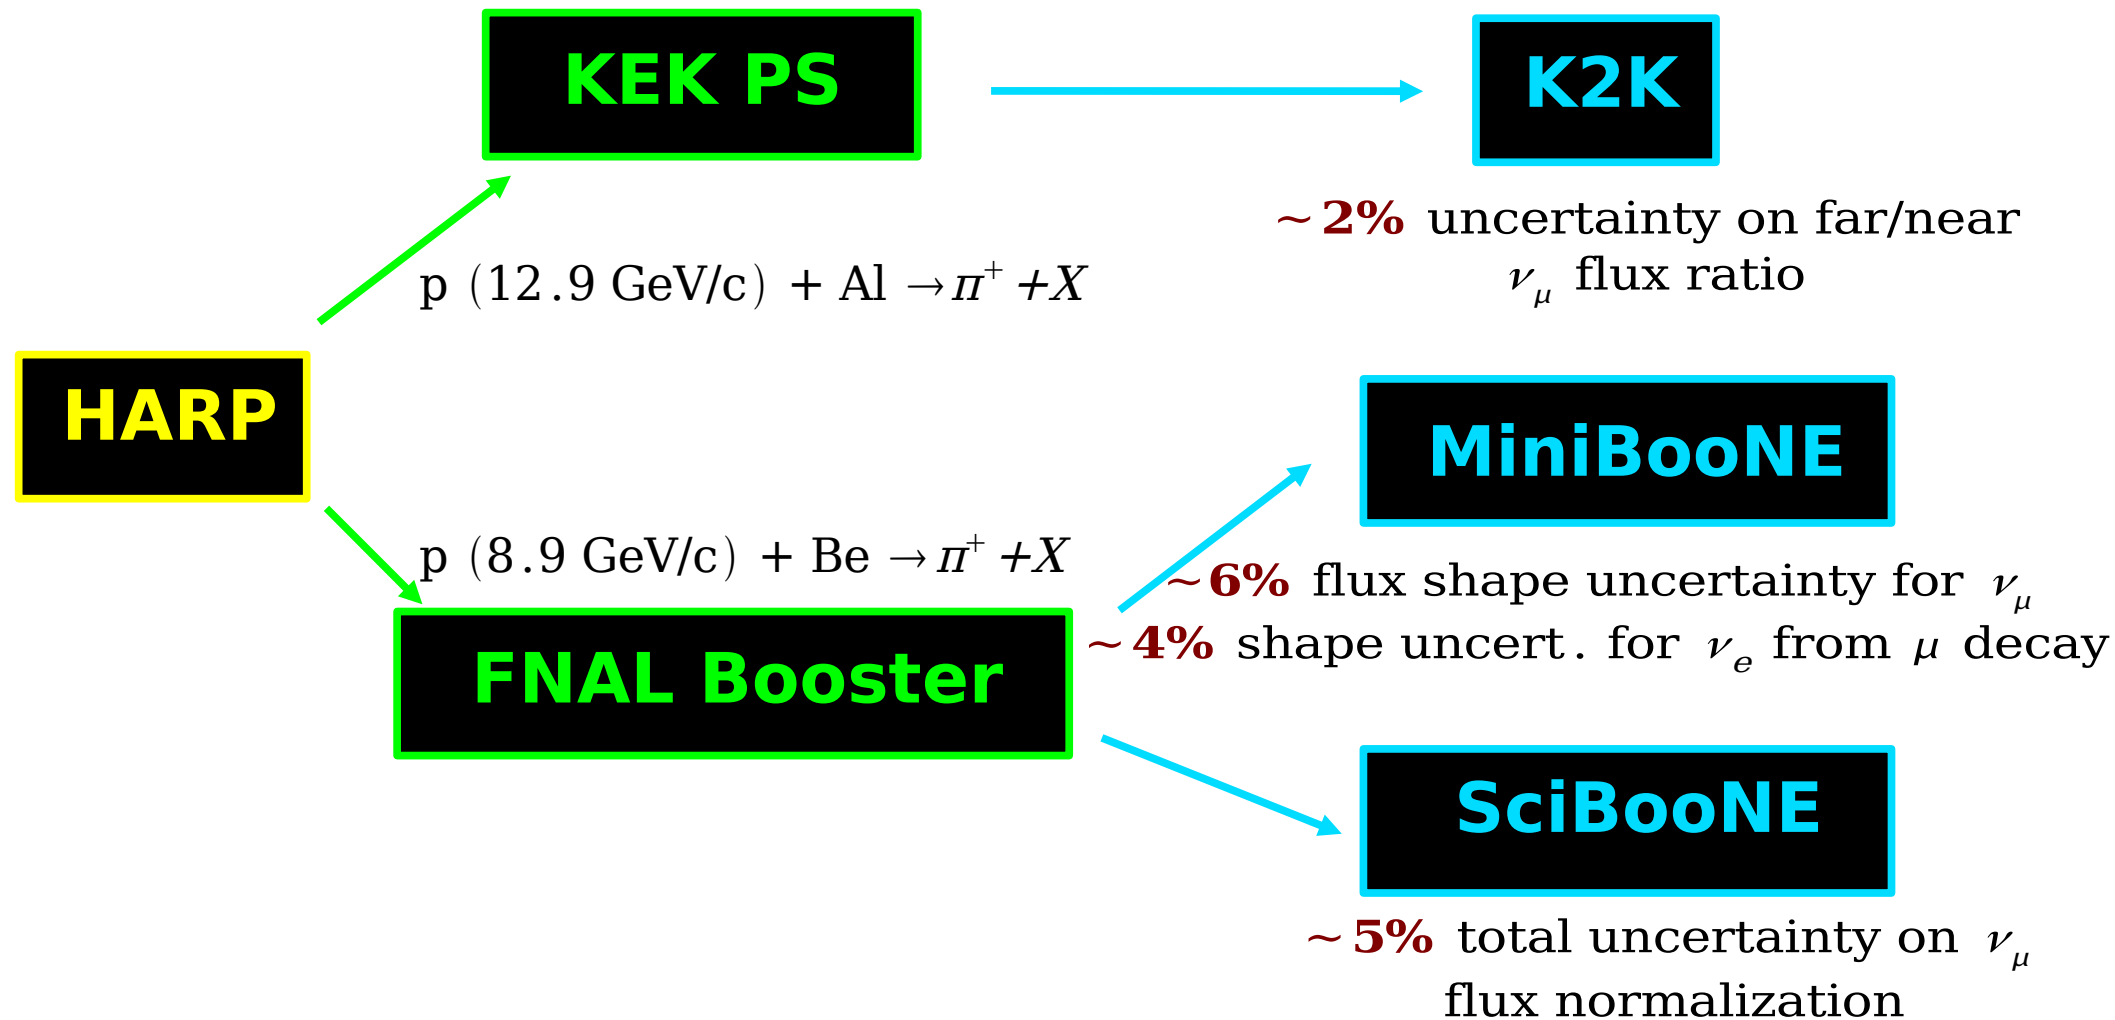 KEK PS
K2K
~2% uncertainty on far/near
ν_μ flux ratio
p (12.9 GeV/c) + Al → π⁺ + X
HARP
MiniBooNE
p (8.9 GeV/c) + Be → π⁺ + X
~6% flux shape uncertainty for ν_μ
~4% shape uncert. for ν_e from μ decay
FNAL Booster
SciBooNE
~5% total uncertainty on ν_μ
flux normalization